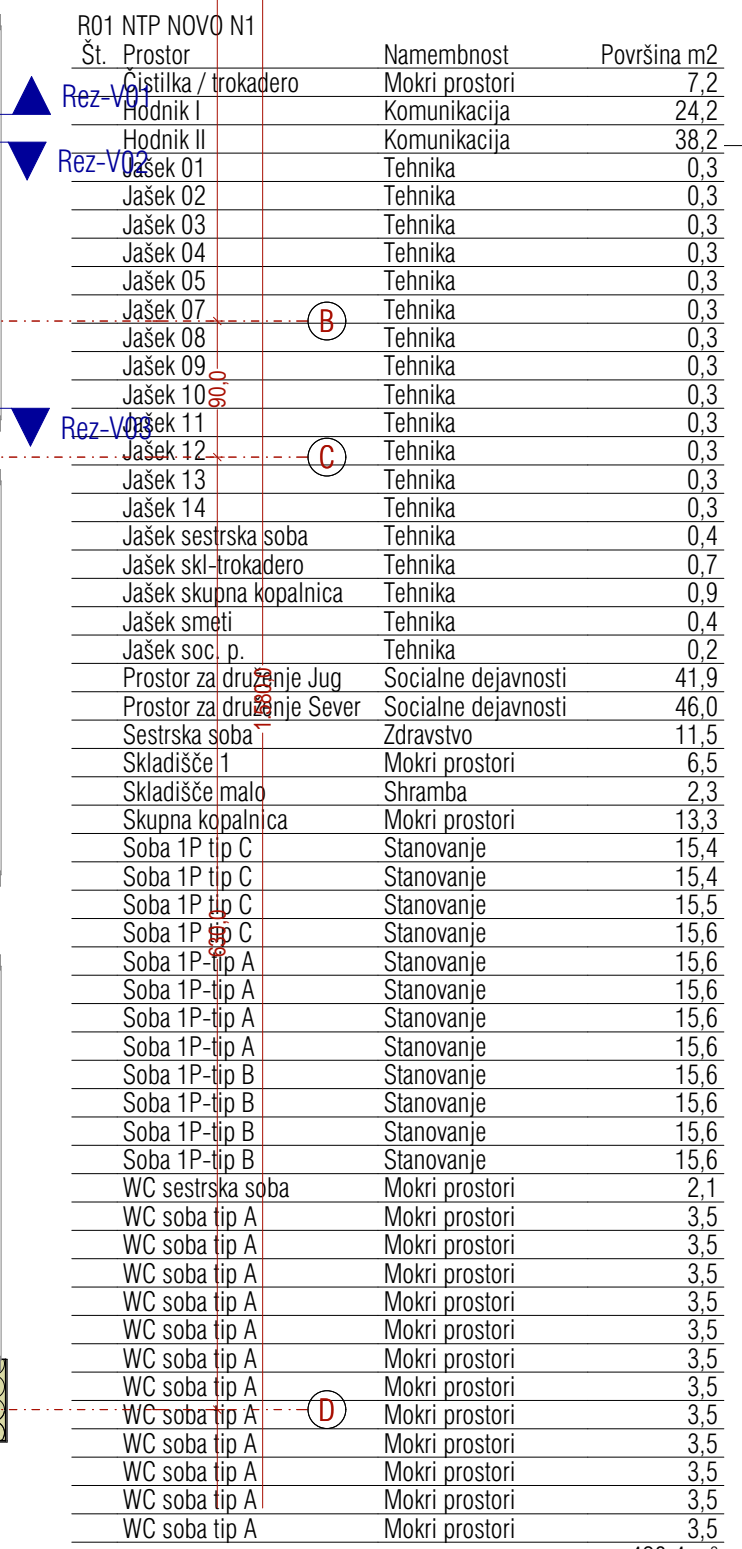 R01 NTP NOVO N1
Št. Prostor Namembnost Površina m2
Čistilka / trokadero Mokri prostori 7,2
Rez-V01
Hodnik I Komunikacija 24,2
Hodnik II Komunikacija 38,2
Rez-V02
Jašek 01 Tehnika 0,3
Jašek 02 Tehnika 0,3
Jašek 03 Tehnika 0,3
Jašek 04 Tehnika 0,3
Jašek 05 Tehnika 0,3
Jašek 07 Tehnika 0,3
B
Jašek 08 Tehnika 0,3
Jašek 09 Tehnika 0,3
Jašek 10 Tehnika 0,3
90,0
Jašek 11 Tehnika 0,3
Rez-V03
Jašek 12 Tehnika 0,3
C
Jašek 13 Tehnika 0,3
Jašek 14 Tehnika 0,3
Jašek sestrska soba Tehnika 0,4
Jašek skl-trokadero Tehnika 0,7
Jašek skupna kopalnica Tehnika 0,9
Jašek smeti Tehnika 0,4
Jašek soc. p. Tehnika 0,2
Prostor za druženje Jug Socialne dejavnosti 41,9
Prostor za druženje Sever Socialne dejavnosti 46,0
Sestrska soba Zdravstvo 11,5
Skladišče 1 Mokri prostori 6,5
Skladišče malo Shramba 2,3
Skupna kopalnica Mokri prostori 13,3
Soba 1P tip C Stanovanje 15,4
Soba 1P tip C Stanovanje 15,4
Soba 1P tip C Stanovanje 15,5
Soba 1P tip C Stanovanje 15,6
630,0
Soba 1P-tip A Stanovanje 15,6
Soba 1P-tip A Stanovanje 15,6
Soba 1P-tip A Stanovanje 15,6
Soba 1P-tip A Stanovanje 15,6
Soba 1P-tip B Stanovanje 15,6
Soba 1P-tip B Stanovanje 15,6
Soba 1P-tip B Stanovanje 15,6
Soba 1P-tip B Stanovanje 15,6
WC sestrska soba Mokri prostori 2,1
WC soba tip A Mokri prostori 3,5
WC soba tip A Mokri prostori 3,5
WC soba tip A Mokri prostori 3,5
WC soba tip A Mokri prostori 3,5
WC soba tip A Mokri prostori 3,5
WC soba tip A Mokri prostori 3,5
WC soba tip A Mokri prostori 3,5
WC soba tip A Mokri prostori 3,5
D
WC soba tip A Mokri prostori 3,5
WC soba tip A Mokri prostori 3,5
WC soba tip A Mokri prostori 3,5
WC soba tip A Mokri prostori 3,5